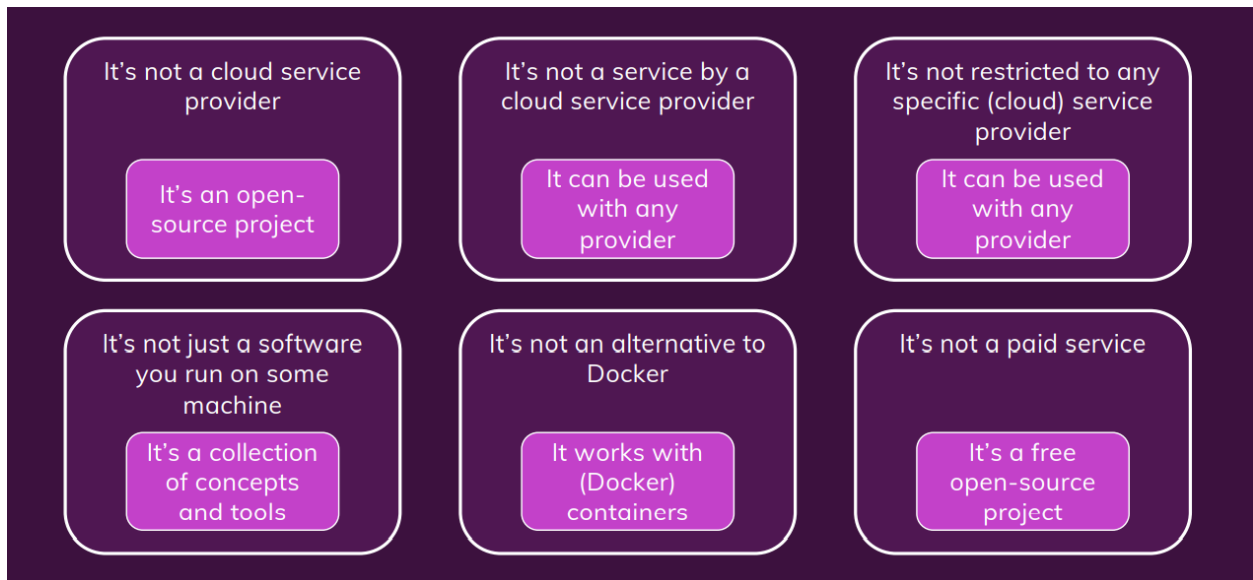 It’s not a cloud service
provider
It’s an open-
source project
It’s not a service by a
cloud service provider
It can be used
with any
provider
It’s not restricted to any
specific (cloud) service
provider
It can be used
with any
provider
It’s not just a software
you run on some
machine
It’s a collection
of concepts
and tools
It’s not an alternative to
Docker
It works with
(Docker)
containers
It’s not a paid service
It’s a free
open-source
project